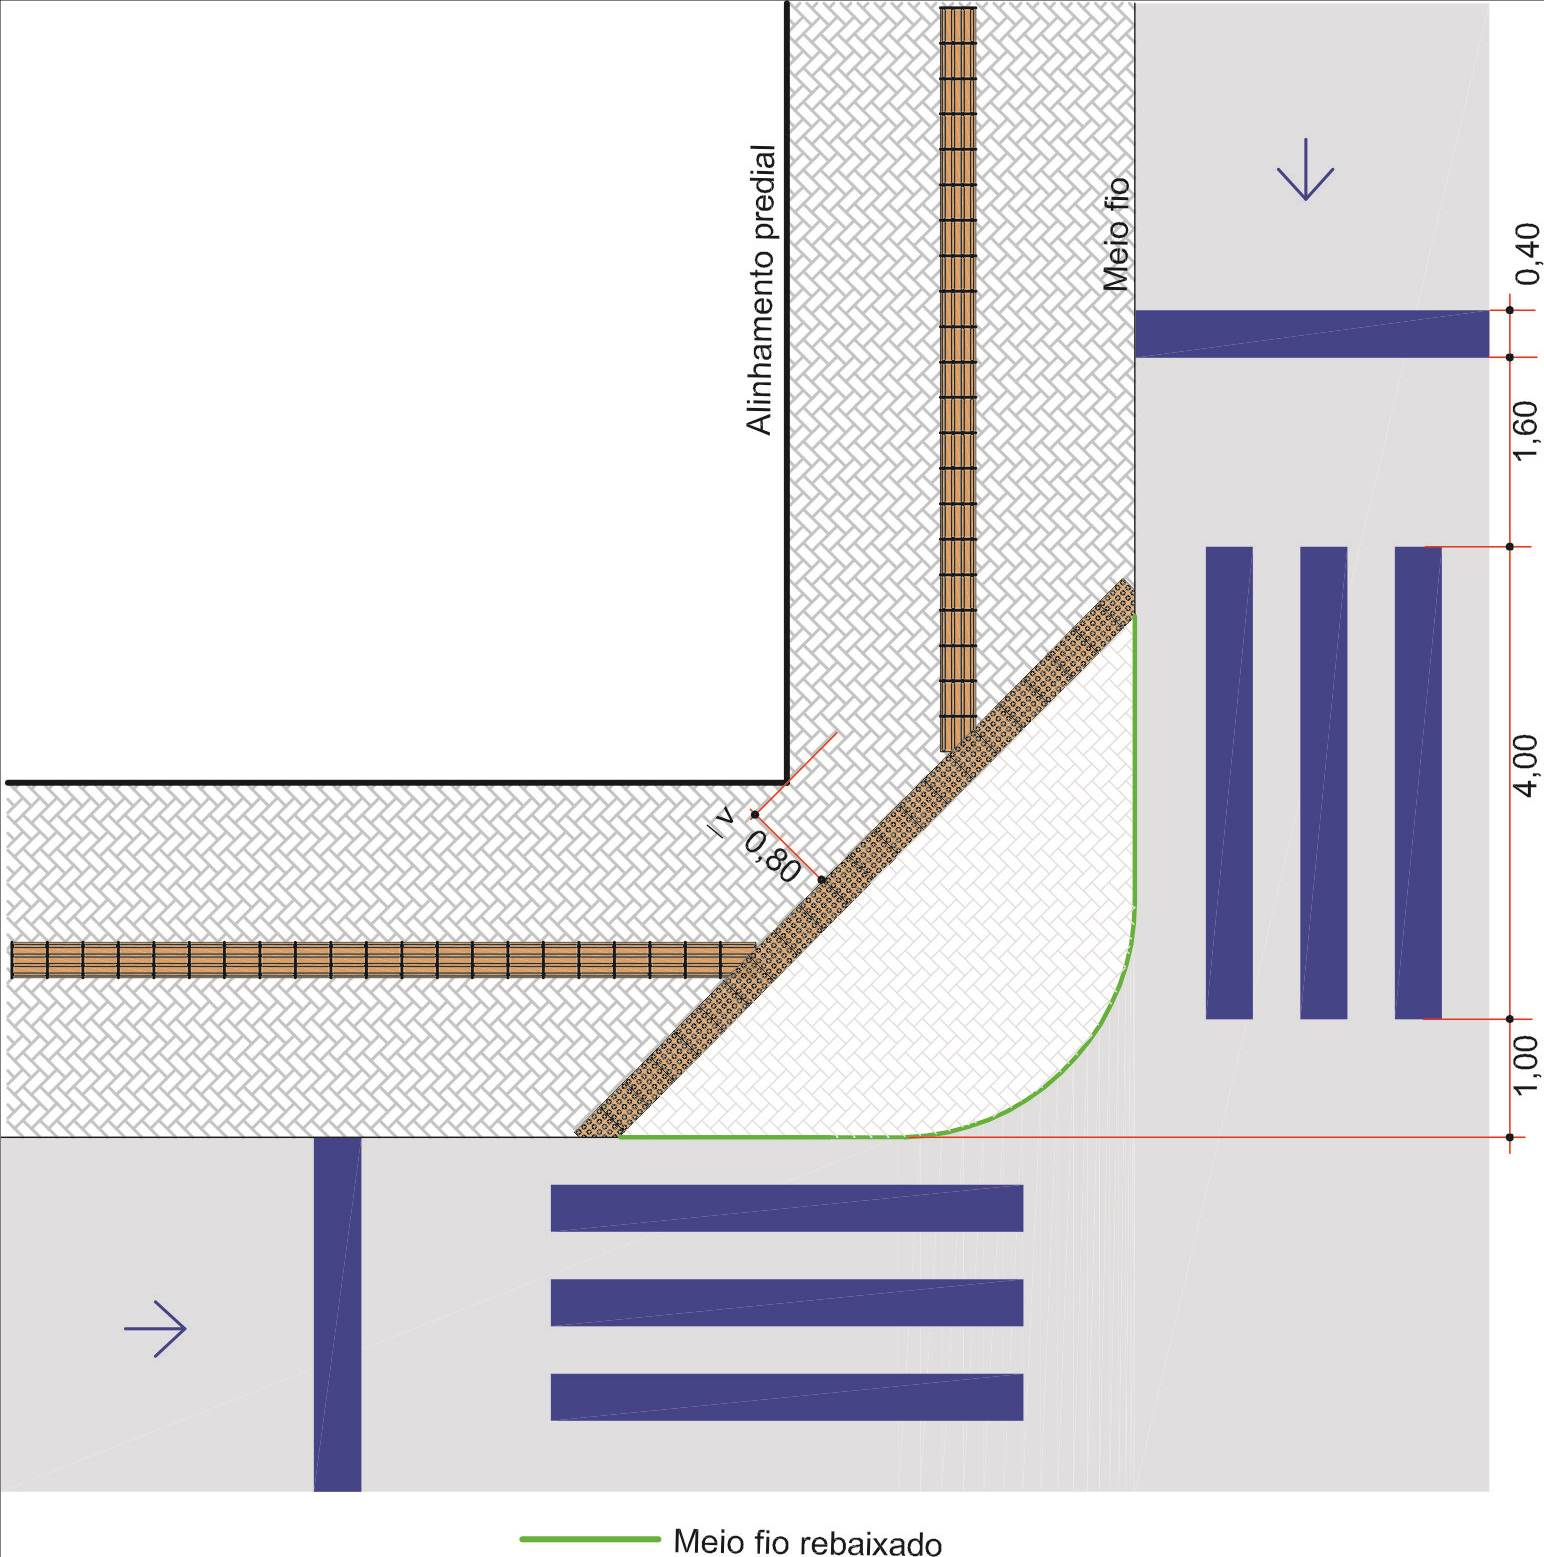 Alinhamento predial
Meio fio
0,40
1,60
4,00
1,00
≥ 0,80
Meio fio rebaixado